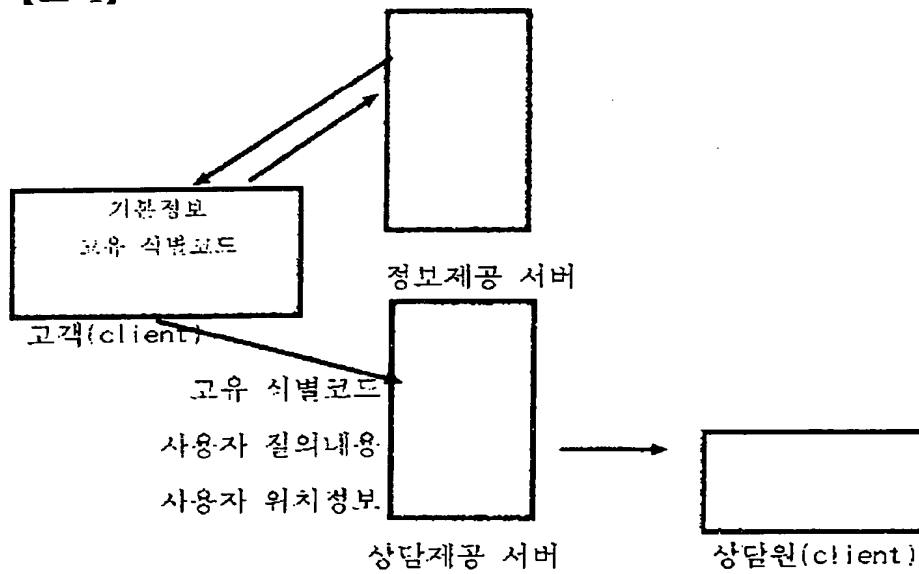 기본정보
고유 식별코드
정보제공 서버
고객(client)
고유 식별코드
사용자 질의내용
사용자 위치정보
상담제공 서버
상담원(client)